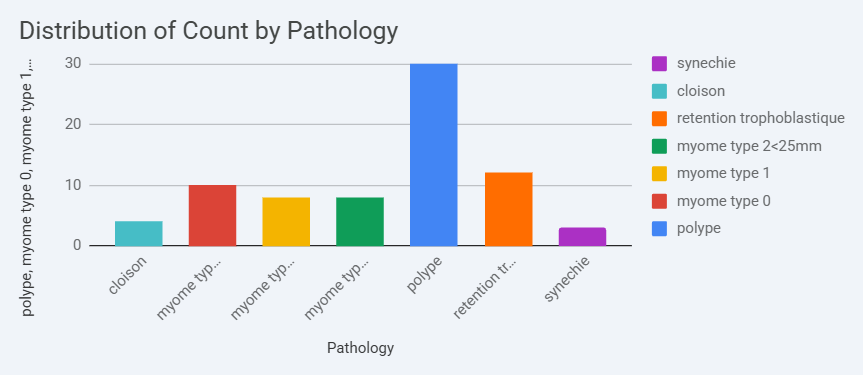 Distribution of Count by Pathology
polype, myome type 0, myome type 1,...
30
20
10
0
cloison
myome typ...
myome typ...
myome typ...
polype
retention tr...
synechie
Pathology
synechie
cloison
retention trophoblastique
myome type 2<25mm
myome type 1
myome type 0
polype